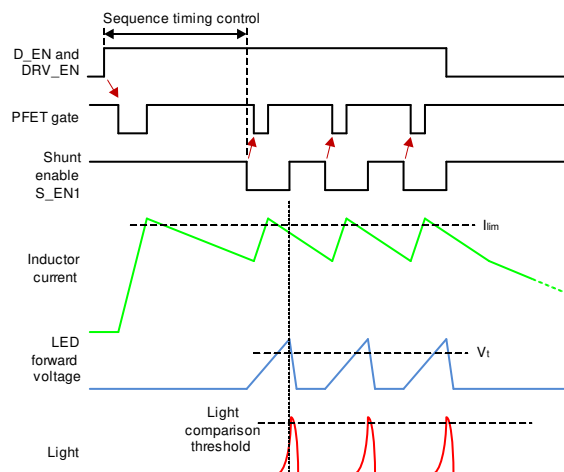 Sequence timing control
D_EN and
DRV_EN
PFET gate
Shunt
enable
S_EN1
Ilim
Inductor
current
LED
forward
voltage
Vt
Light
comparison
threshold
Light